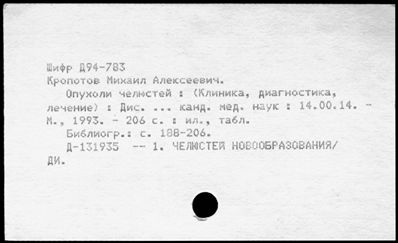 Шифр Д94-783
Кропотов Михаил Алексеевич.
Опухоли челюстей : (Клиника, диагностика,
лечение) : Дис. ... канд. мед. наук : 14.00.14. -
М., 1993. - 206 с. : ил., табл.
Библиогр.: с. 188-206.
Д-131935 -- 1. ЧЕЛЮСТЕЙ НОВООБРАЗОВАНИЯ/
ДИ.